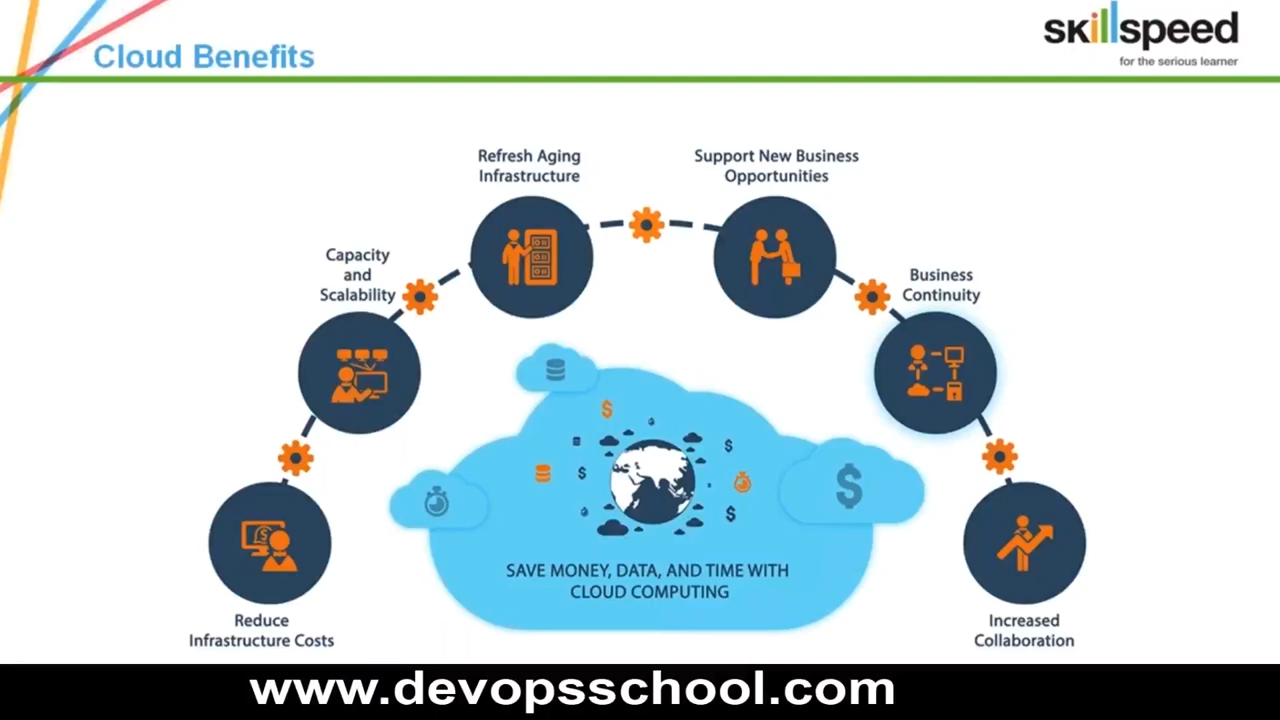 Cloud Benefits
skillspeed
for the serious learner
Refresh Aging
Infrastructure
Support New Business
Opportunities
Capacity
and
Scalability
Business
Continuity
SAVE MONEY, DATA, AND TIME WITH
CLOUD COMPUTING
Reduce
Infrastructure Costs
Increased
Collaboration
www.devopsschool.com